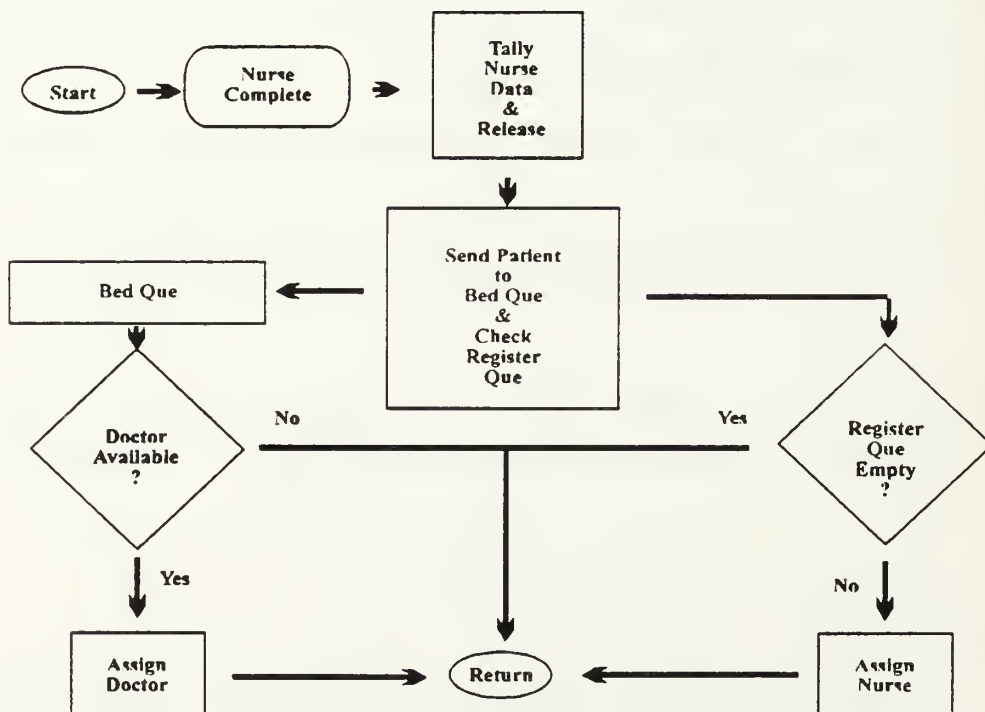 Start
Nurse
Complete
Tally
Nurse
Data
&
Release
Send Patient
to
Bed Que
&
Check
Register
Que
Bed Que
No
Yes
Doctor
Available
?
Register
Que
Empty
?
Yes
No
Assign
Doctor
Return
Assign
Nurse